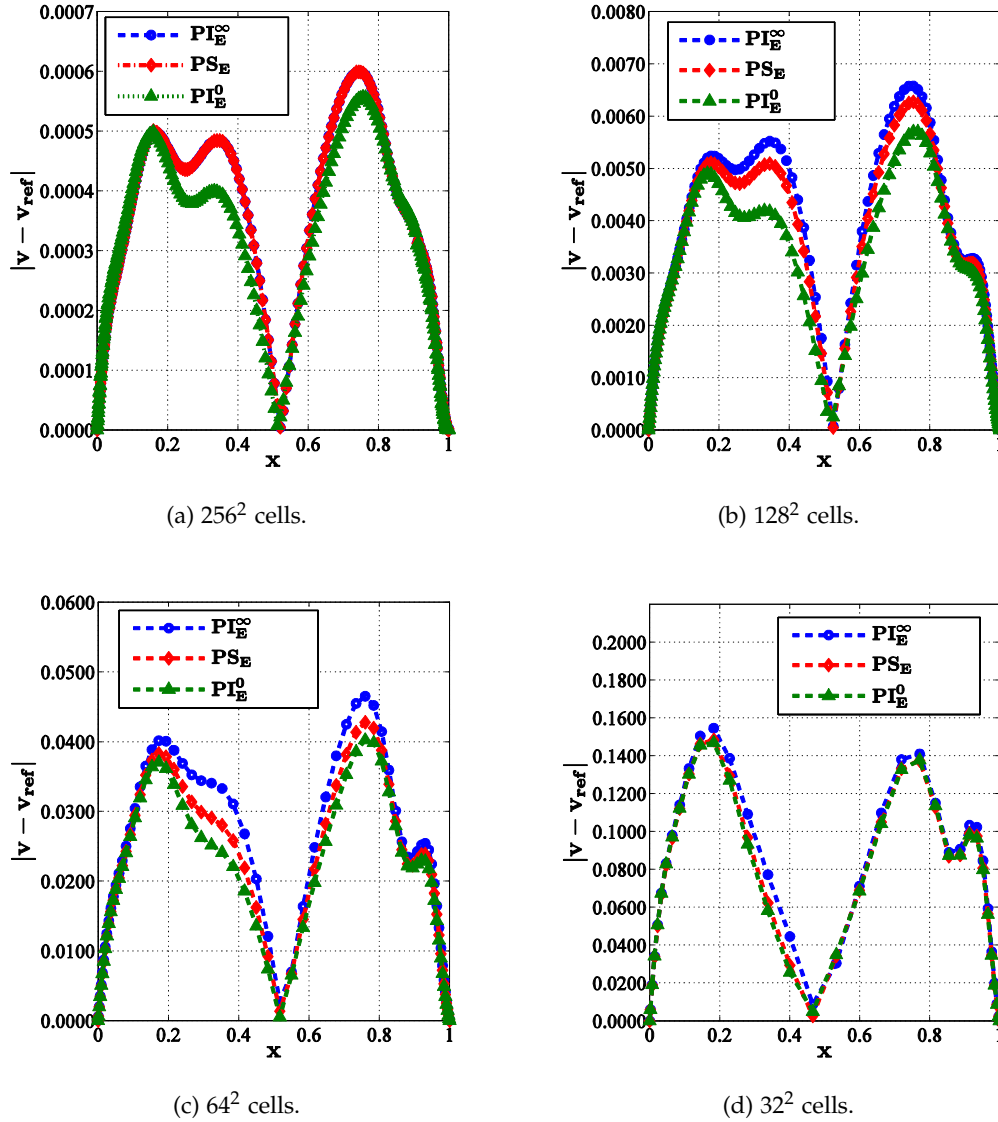 0.0007
0.0006
0.0005
0.0004
0.0003
0.0002
0.0001
0.0000
0 0.2 0.4 0.6 0.8 1
x
|v − v_ref|
PI_E^∞
PS_E
PI_E^0
(a) 256² cells.
0.0080
0.0070
0.0060
0.0050
0.0040
0.0030
0.0020
0.0010
0.0000
0 0.2 0.4 0.6 0.8 1
x
|v − v_ref|
PI_E^∞
PS_E
PI_E^0
(b) 128² cells.
0.0600
0.0500
0.0400
0.0300
0.0200
0.0100
0.0000
0 0.2 0.4 0.6 0.8 1
x
|v − v_ref|
PI_E^∞
PS_E
PI_E^0
(c) 64² cells.
0.2000
0.1800
0.1600
0.1400
0.1200
0.1000
0.0800
0.0600
0.0400
0.0200
0.0000
0 0.2 0.4 0.6 0.8 1
x
|v − v_ref|
PI_E^∞
PS_E
PI_E^0
(d) 32² cells.